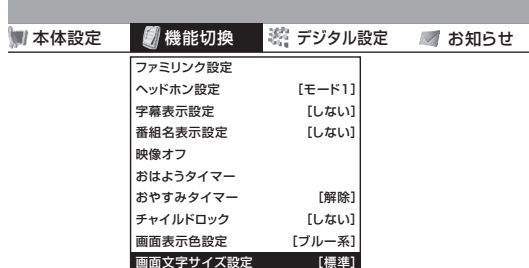 本体設定 機能切換 デジタル設定 お知らせ
ファミリンク設定
ヘッドホン設定 [モード1]
字幕表示設定 [しない]
番組名表示設定 [しない]
映像オフ
おはようタイマー
おやすみタイマー [解除]
チャイルドロック [しない]
画面表示色設定 [ブルー系]
画面文字サイズ設定 [標準]